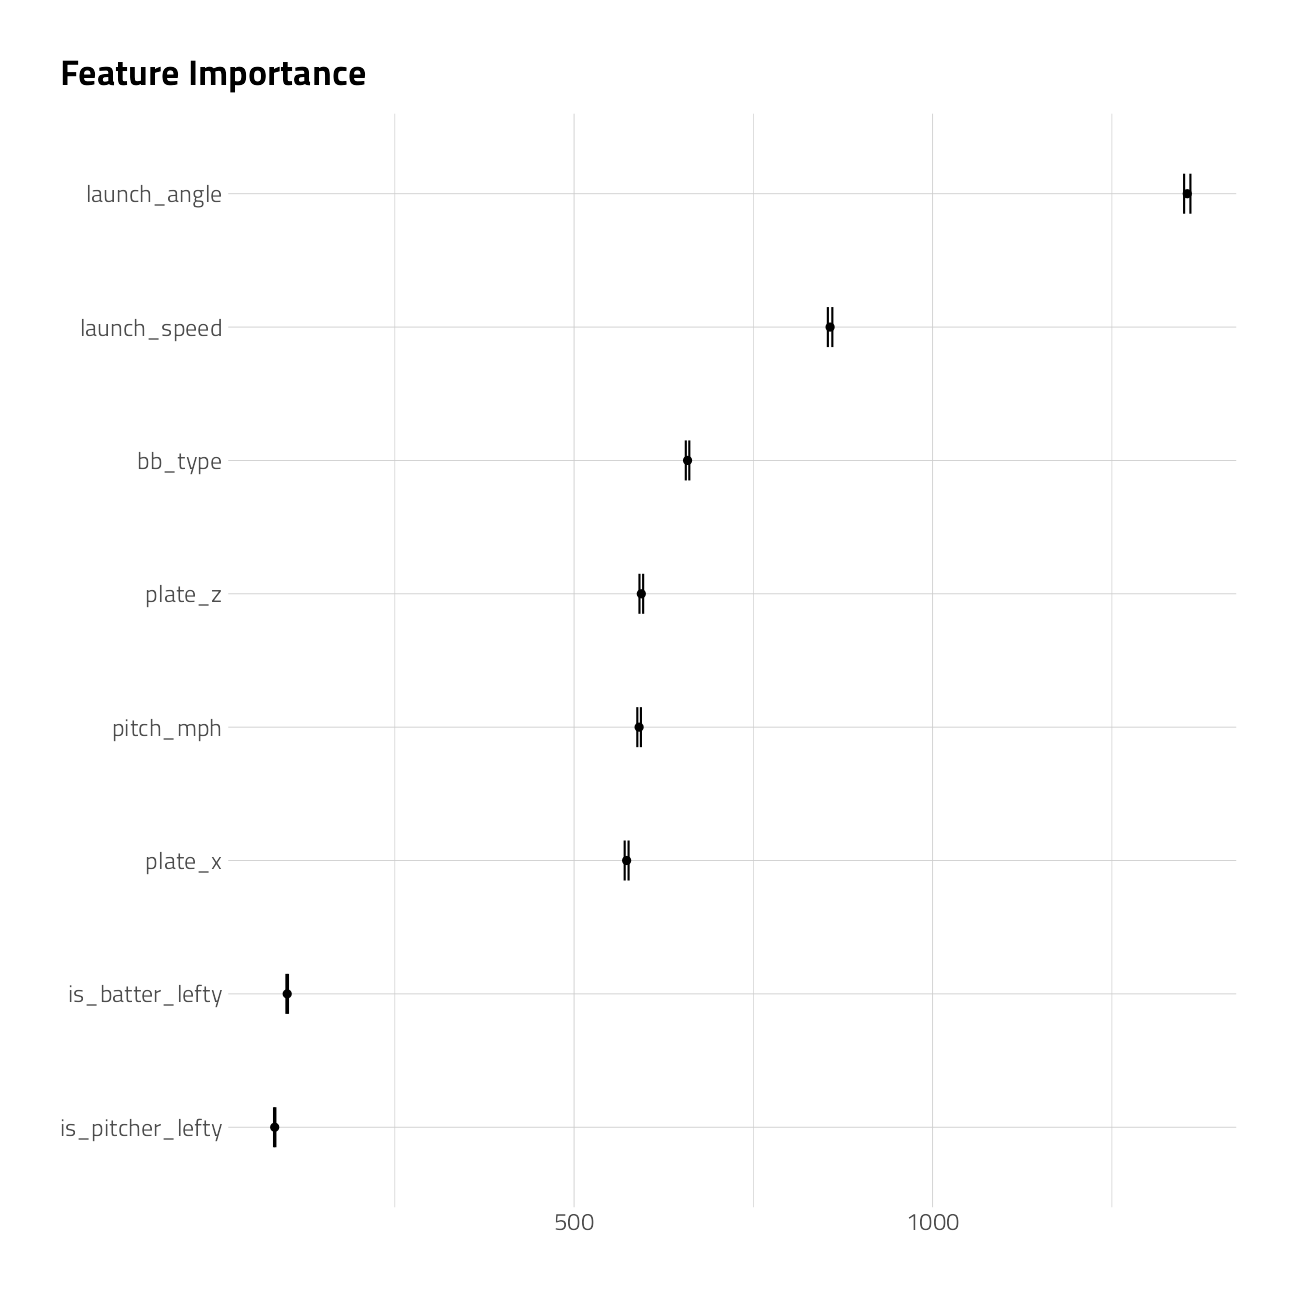 Feature Importance
launch_angle
launch_speed
bb_type
plate_z
pitch_mph
plate_x
is_batter_lefty
is_pitcher_lefty
500 1000